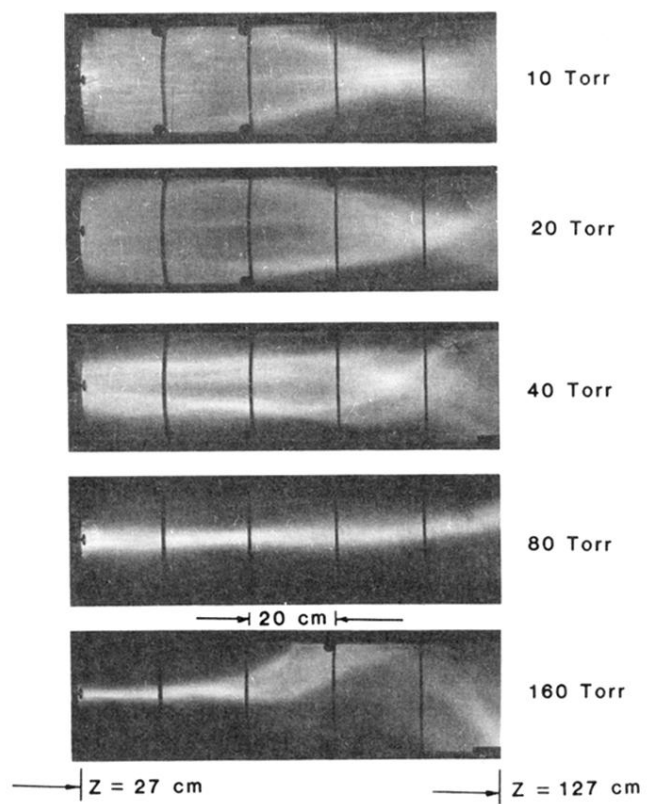 10 Torr
20 Torr
40 Torr
80 Torr
20 cm
160 Torr
Z = 27 cm
Z = 127 cm